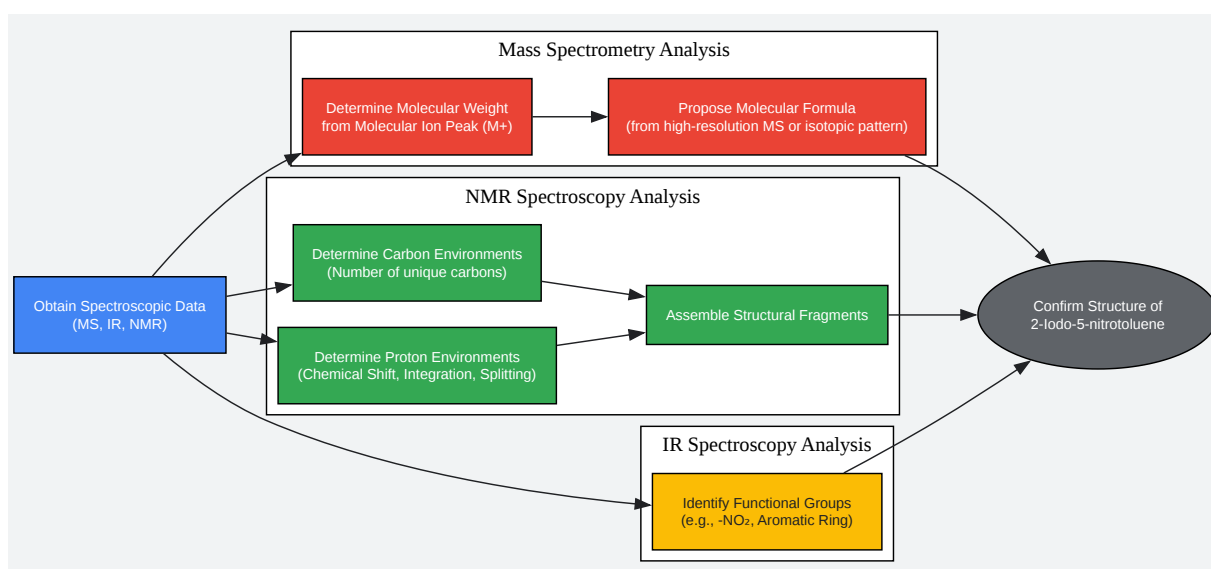 Mass Spectrometry Analysis
Determine Molecular Weight
from Molecular Ion Peak (M+)
Propose Molecular Formula
(from high-resolution MS or isotopic pattern)
NMR Spectroscopy Analysis
Determine Carbon Environments
(Number of unique carbons)
Obtain Spectroscopic Data
(MS, IR, NMR)
Assemble Structural Fragments
Confirm Structure of
2-Iodo-5-nitrotoluene
Determine Proton Environments
(Chemical Shift, Integration, Splitting)
IR Spectroscopy Analysis
Identify Functional Groups
(e.g., -NO₂, Aromatic Ring)